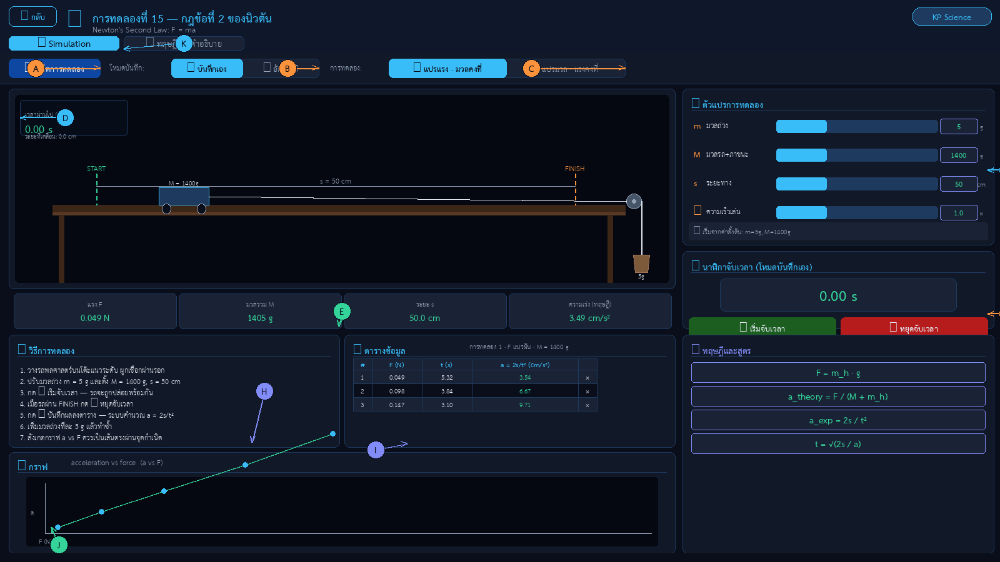 กลับ
การทดลองที่ 15 — กฎข้อที่ 2 ของนิวตัน
Newton's Second Law: F = ma
KP Science
Simulation
K
A
โหมดบันทึก:
บันทึกเอง
B
การทดลอง:
แปรแรง · มวลคงที่
C
แปรมวล · แรงคงที่
เวลาผ่านไป
D
0.00 s
ระยะที่เคลื่อน: 0.0 cm
START
FINISH
M = 1400g
s = 50 cm
5g
ตัวแปรการทดลอง
m มวลถ่วง 5 g
M มวลรถ+ภาชนะ 1400 g
s ระยะทาง 50 cm
ความเร็วเล่น 1.0 ×
เริ่มจากค่าตั้งต้น: m=5g, M=1400g
นาฬิกาจับเวลา (โหมดบันทึกเอง)
0.00 s
เริ่มจับเวลา
หยุดจับเวลา
แรง F
0.049 N
มวลรวม M
1405 g
E
ระยะ s
50.0 cm
ความเร่ง (ทฤษฎี)
3.49 cm/s²
วิธีการทดลอง
1. วางรถพลศาสตร์บนโต๊ะแนวระดับ ผูกเชือกผ่านรอก
2. ปรับมวลถ่วง m = 5 g และตั้ง M = 1400 g, s = 50 cm
3. กด เริ่มจับเวลา — รถจะถูกปล่อยพร้อมกัน
4. เมื่อรถผ่าน FINISH กด หยุดจับเวลา
5. กด บันทึกผลลงตาราง — ระบบคำนวณ a = 2s/t²
6. เพิ่มมวลถ่วงทีละ 5 g แล้วทำซ้ำ
7. สังเกตกราฟ a vs F ควรเป็นเส้นตรงผ่านจุดกำเนิด
H
ตารางข้อมูล
การทดลอง 1 · F แปรผัน · M = 1400 g
# F (N) t (s) a = 2s/t² (cm/s²)
1 0.049 5.32 3.54 ×
2 0.098 3.84 6.67 ×
3 0.147 3.10 9.71 ×
I
ทฤษฎีและสูตร
F = m_h · g
a_theory = F / (M + m_h)
a_exp = 2s / t²
t = √(2s / a)
กราฟ
acceleration vs force (a vs F)
a
F (N)
J